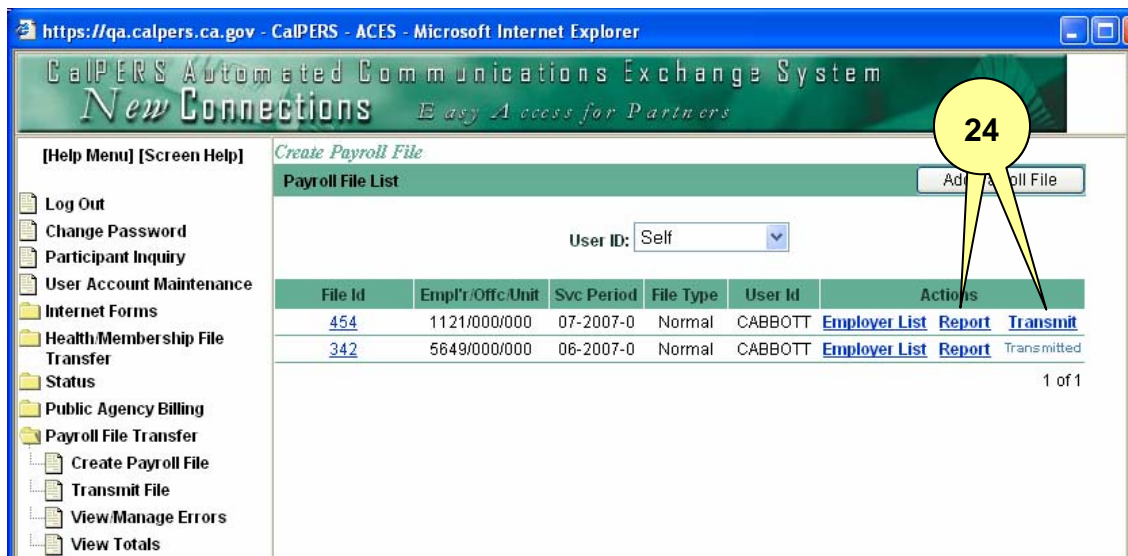 https://qa.calpers.ca.gov - CalPERS - ACES - Microsoft Internet Explorer
CalPERS Automated Communications Exchange System
New Connections Easy Access for Partners
24
[Help Menu] [Screen Help]
Log Out
Change Password
Participant Inquiry
User Account Maintenance
Internet Forms
Health/Membership File
Transfer
Status
Public Agency Billing
Payroll File Transfer
Create Payroll File
Transmit File
View/Manage Errors
View Totals
Create Payroll File
Payroll File List
File
User ID: Self
File Id Empl'r/Offc/Unit Svc Period File Type User Id Actions
454 1121/000/000 07-2007-0 Normal CABBOTT Employer List Report Transmit
342 5649/000/000 06-2007-0 Normal CABBOTT Employer List Report Transmitted
1 of 1